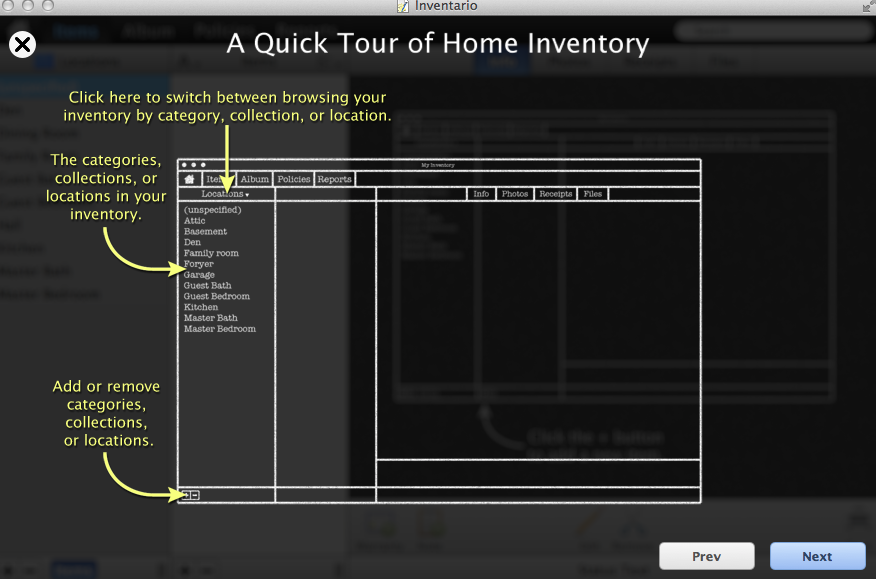 Inventario
A Quick Tour of Home Inventory
Click here to switch between browsing your
inventory by category, collection, or location.
The categories,
collections, or
locations in your
inventory.
My Inventory
Items Album Policies Reports
Locations
Info Photos Receipts Files
(unspecified)
Attic
Basement
Den
Family room
Foryer
Garage
Guest Bath
Guest Bedroom
Kitchen
Master Bath
Master Bedroom
Add or remove
categories,
collections,
or locations.
+ −
Click the + button
Prev Next